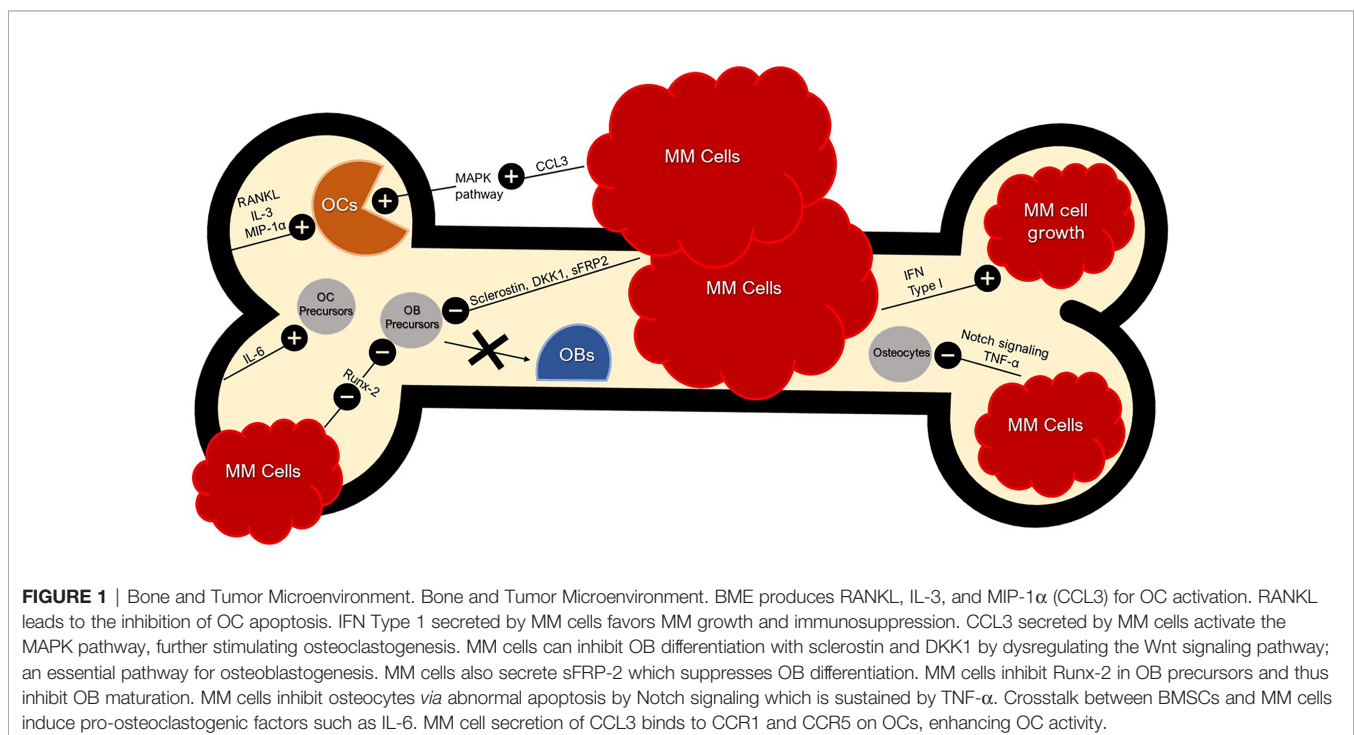 MM Cells
CCL3
+
MAPK
pathway
+
OCs
RANKL
IL-3
MIP-1α
+
MM cell
growth
IFN
Type I
+
MM Cells
Sclerostin, DKK1, sFRP2
−
OC
Precursors
OB
Precursors
IL-6
+
−
Runx-2
−
OBs
Osteocytes
−
Notch signaling
TNF-α
MM Cells
MM Cells
FIGURE 1 | Bone and Tumor Microenvironment. Bone and Tumor Microenvironment. BME produces RANKL, IL-3, and MIP-1α (CCL3) for OC activation. RANKL
leads to the inhibition of OC apoptosis. IFN Type 1 secreted by MM cells favors MM growth and immunosuppression. CCL3 secreted by MM cells activate the
MAPK pathway, further stimulating osteoclastogenesis. MM cells can inhibit OB differentiation with sclerostin and DKK1 by dysregulating the Wnt signaling pathway;
an essential pathway for osteoblastogenesis. MM cells also secrete sFRP-2 which suppresses OB differentiation. MM cells inhibit Runx-2 in OB precursors and thus
inhibit OB maturation. MM cells inhibit osteocytes via abnormal apoptosis by Notch signaling which is sustained by TNF-α. Crosstalk between BMSCs and MM cells
induce pro-osteoclastogenic factors such as IL-6. MM cell secretion of CCL3 binds to CCR1 and CCR5 on OCs, enhancing OC activity.